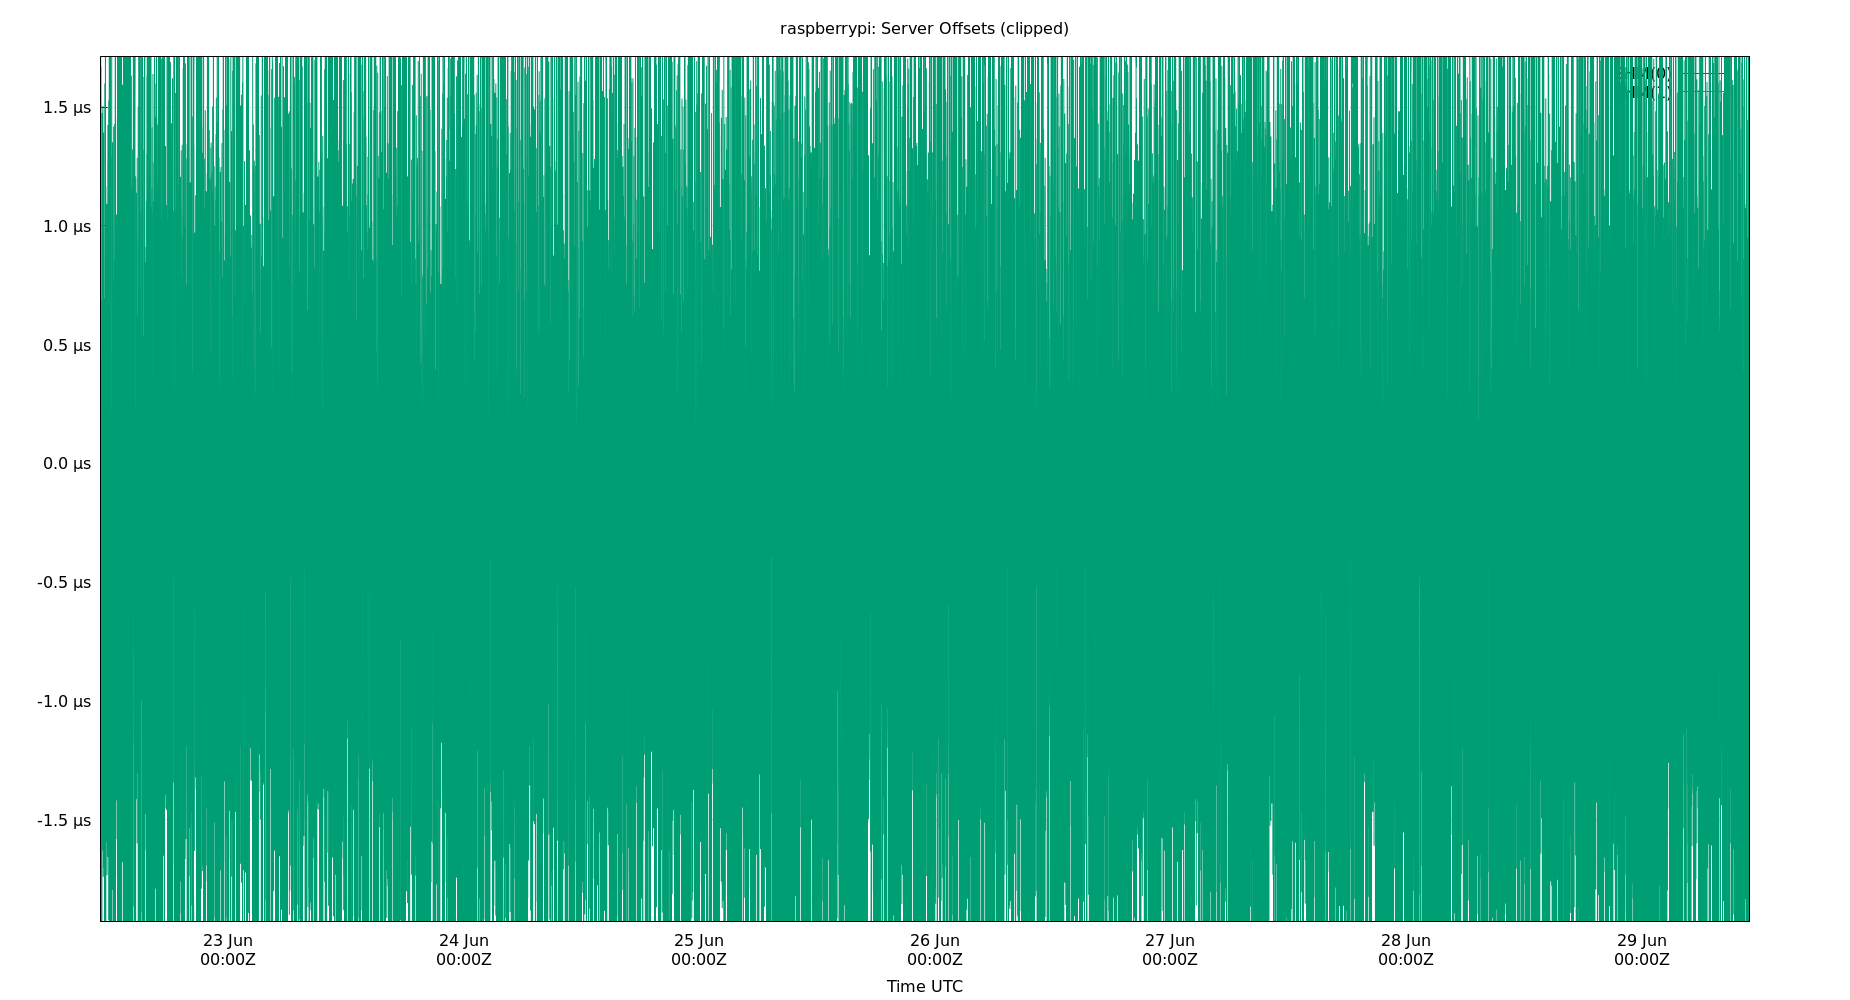 raspberrypi: Server Offsets (clipped)
1.5 µs
1.0 µs
0.5 µs
0.0 µs
-0.5 µs
-1.0 µs
-1.5 µs
23 Jun
00:00Z
24 Jun
00:00Z
25 Jun
00:00Z
26 Jun
00:00Z
27 Jun
00:00Z
28 Jun
00:00Z
29 Jun
00:00Z
Time UTC